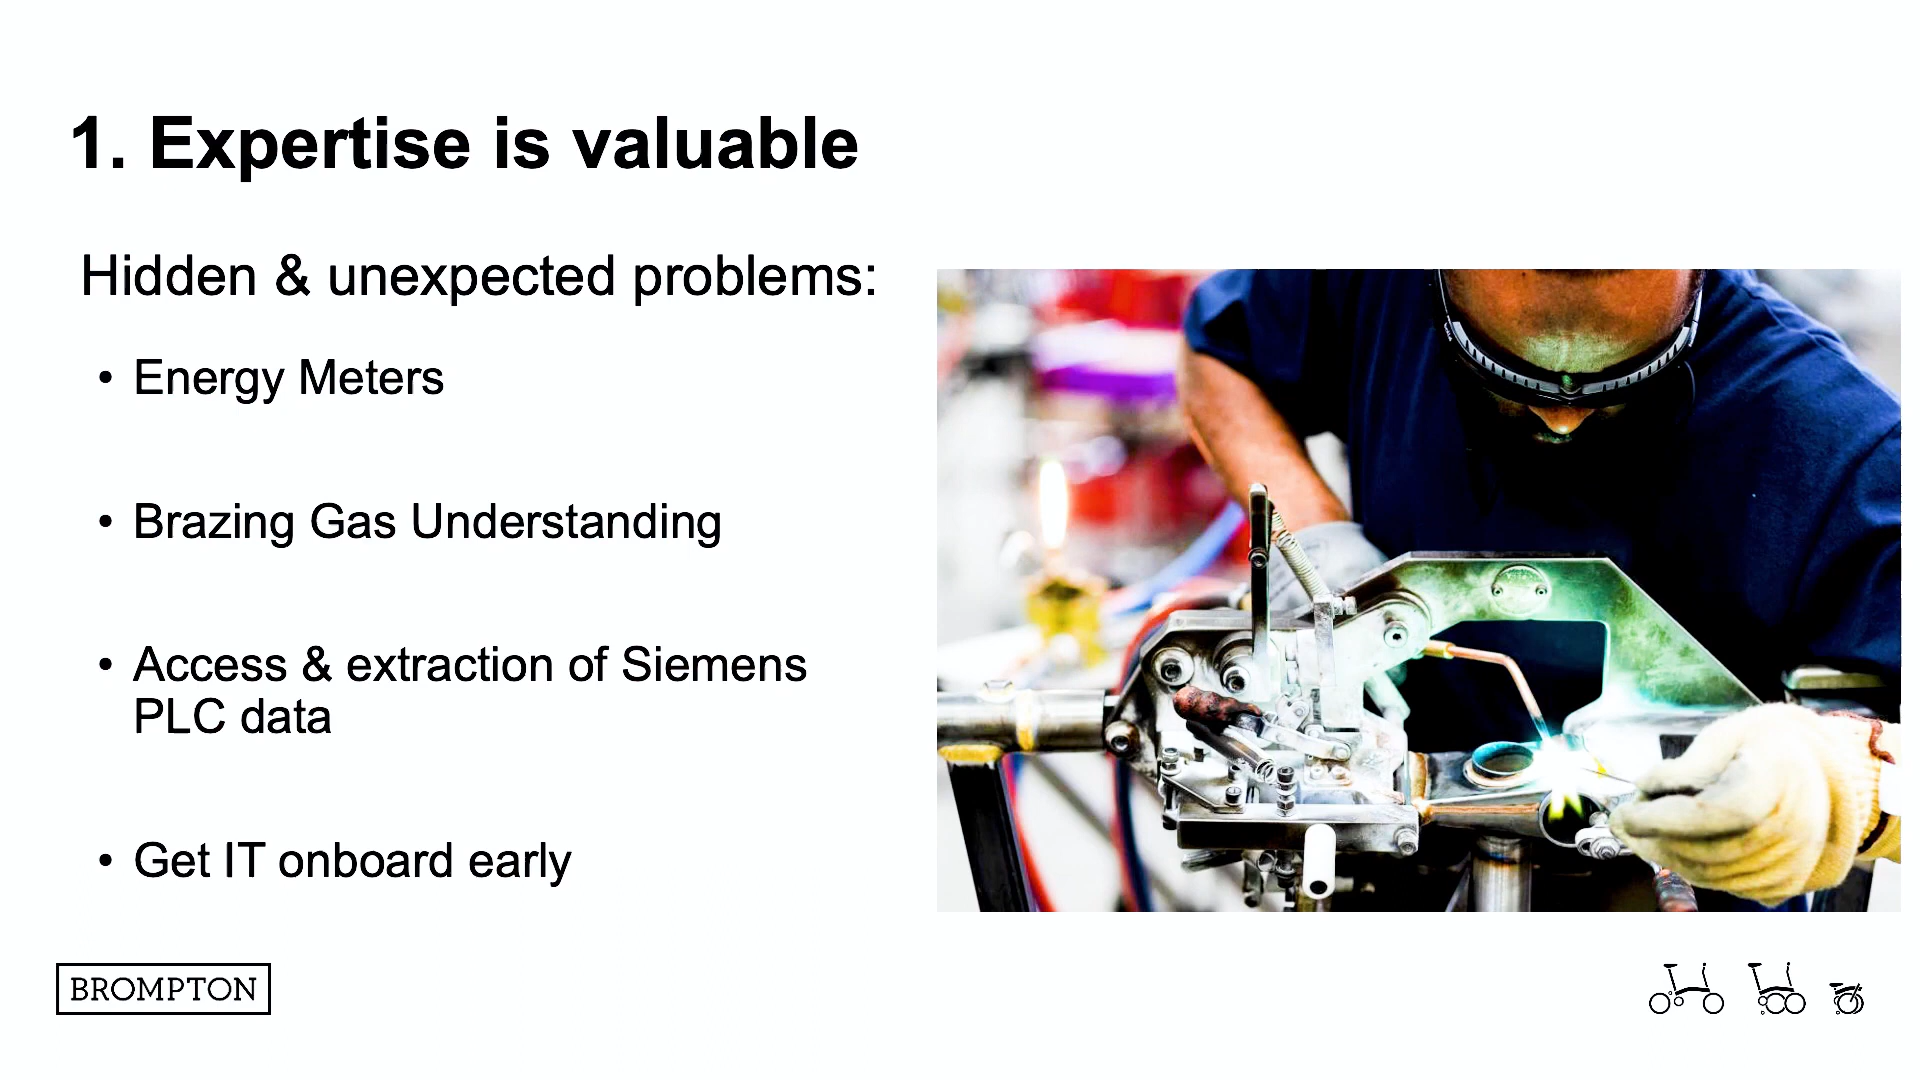 1. Expertise is valuable
Hidden & unexpected problems:
• Energy Meters
• Brazing Gas Understanding
• Access & extraction of Siemens
PLC data
• Get IT onboard early
BROMPTON